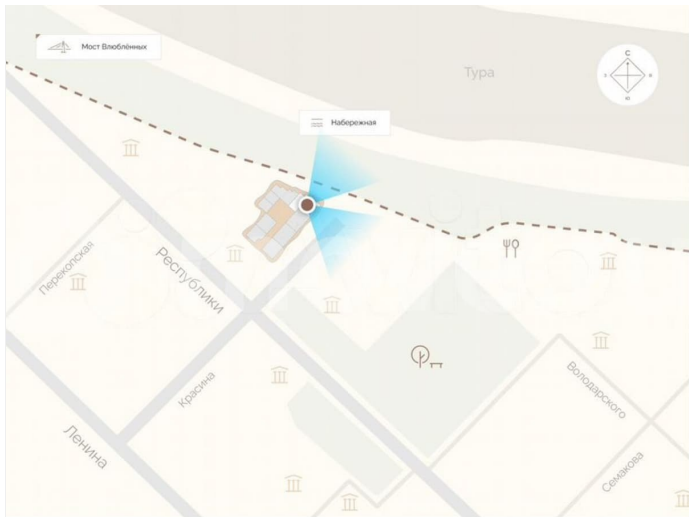 Мост Влюблённых
С
Тура
Ю
Набережная
Перекопская
Республики
Красина
Ленина
Володарского
Семакова